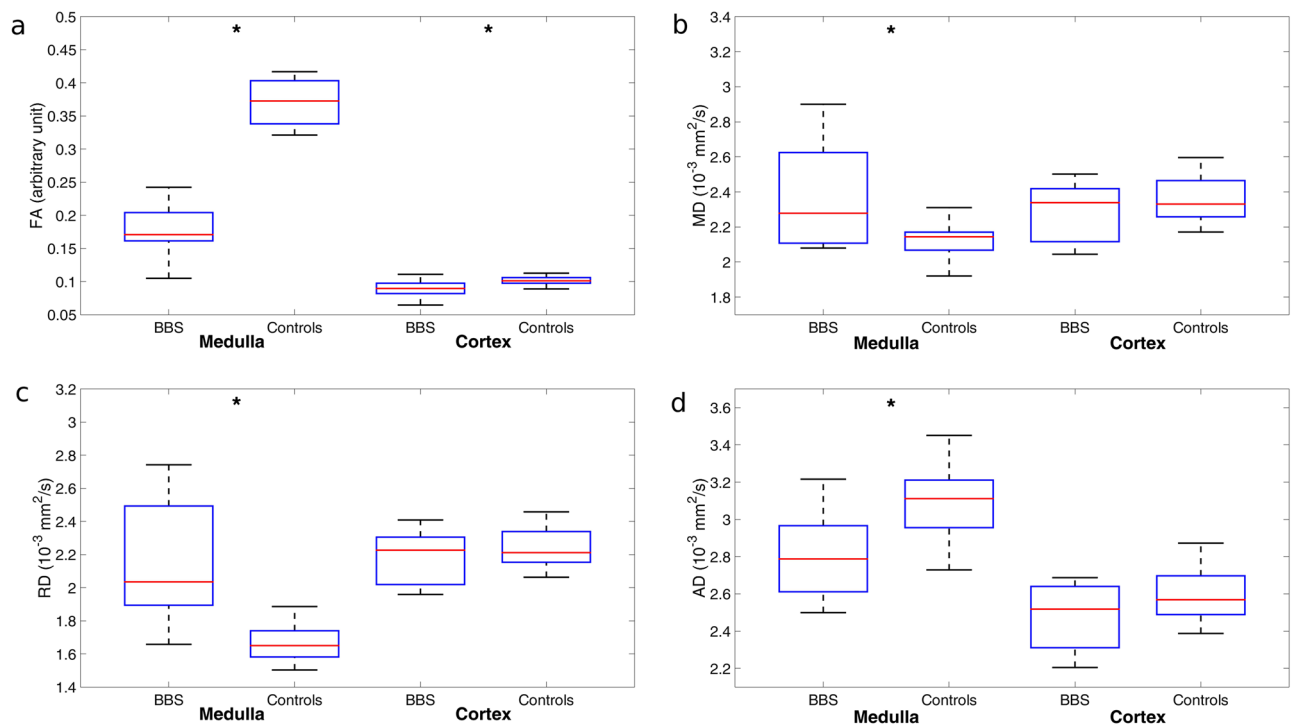 a
*
*
0.5
0.45
0.4
0.35
0.3
0.25
0.2
0.15
0.1
0.05
FA (arbitrary unit)
BBS
Controls
BBS
Controls
Medulla
Cortex
b
*
3.4
3.2
3
2.8
2.6
2.4
2.2
2
1.8
MD (10⁻³ mm²/s)
BBS
Controls
BBS
Controls
Medulla
Cortex
c
*
3.2
3
2.8
2.6
2.4
2.2
2
1.8
1.6
1.4
RD (10⁻³ mm²/s)
BBS
Controls
BBS
Controls
Medulla
Cortex
d
*
3.6
3.4
3.2
3
2.8
2.6
2.4
2.2
AD (10⁻³ mm²/s)
BBS
Controls
BBS
Controls
Medulla
Cortex